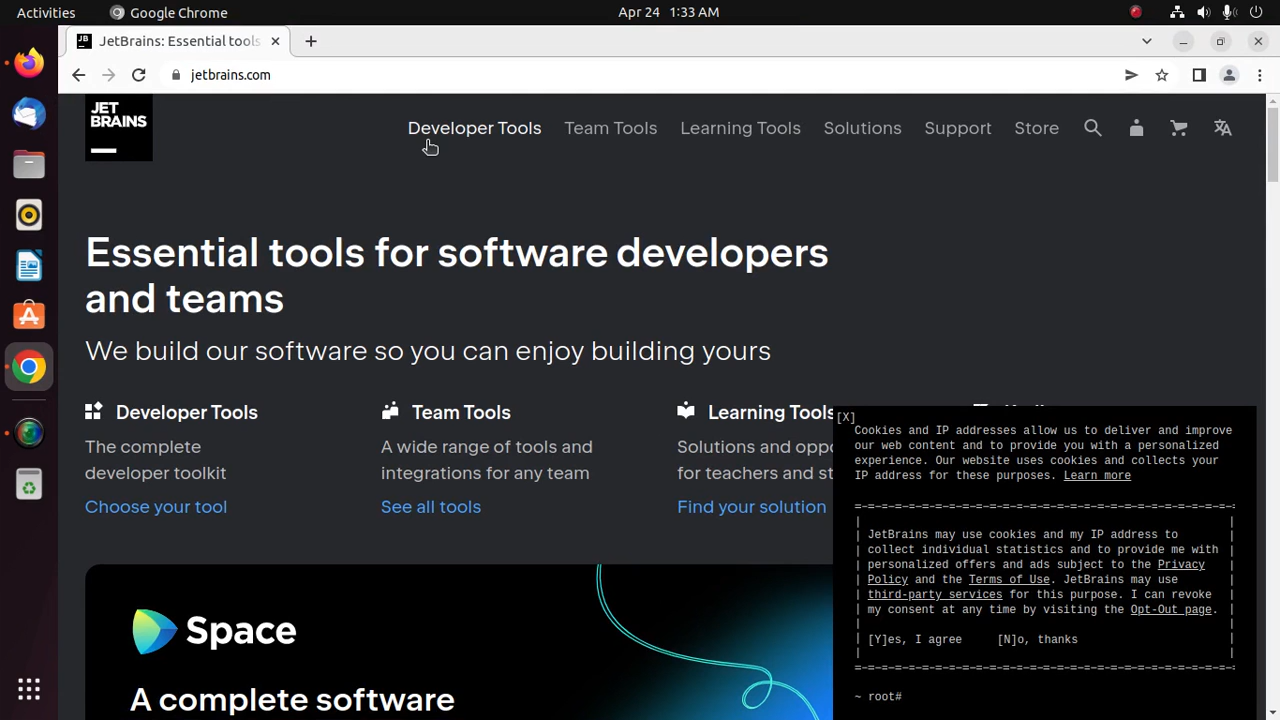 Activities
Google Chrome
Apr 24 1:33 AM
JB
JetBrains: Essential tools
jetbrains.com
JET
BRAINS
Developer Tools
Team Tools
Learning Tools
Solutions
Support
Store
Essential tools for software developers
and teams
We build our software so you can enjoy building yours
Developer Tools
The complete
developer toolkit
Choose your tool
Team Tools
A wide range of tools and
integrations for any team
See all tools
Learning Tools
Solutions and oppo
for teachers and st
Find your solution
Space
A complete software
[X]
Cookies and IP addresses allow us to deliver and improve
our web content and to provide you with a personalized
experience. Our website uses cookies and collects your
IP address for these purposes. Learn more
JetBrains may use cookies and my IP address to
collect individual statistics and to provide me with
personalized offers and ads subject to the Privacy
Policy and the Terms of Use. JetBrains may use
third-party services for this purpose. I can revoke
my consent at any time by visiting the Opt-Out page.
[Y]es, I agree [N]o, thanks
~ root#